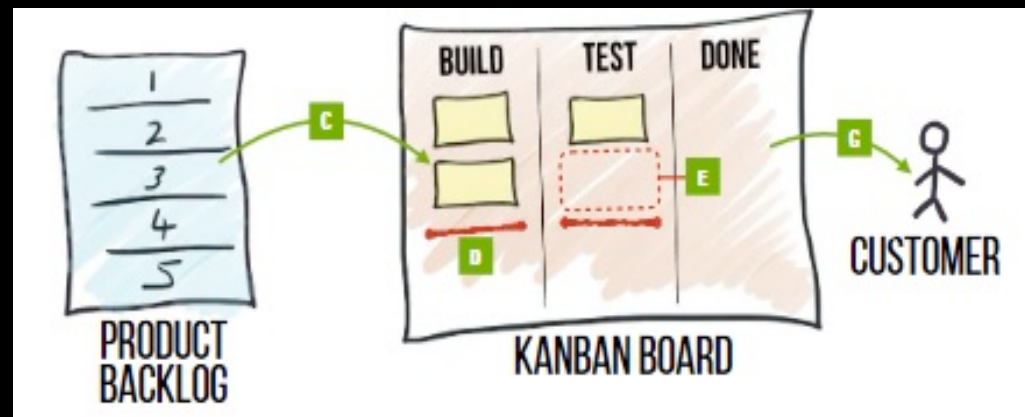 1
2
3
4
5
PRODUCT
BACKLOG
C
BUILD
TEST
DONE
D
E
KANBAN BOARD
G
CUSTOMER